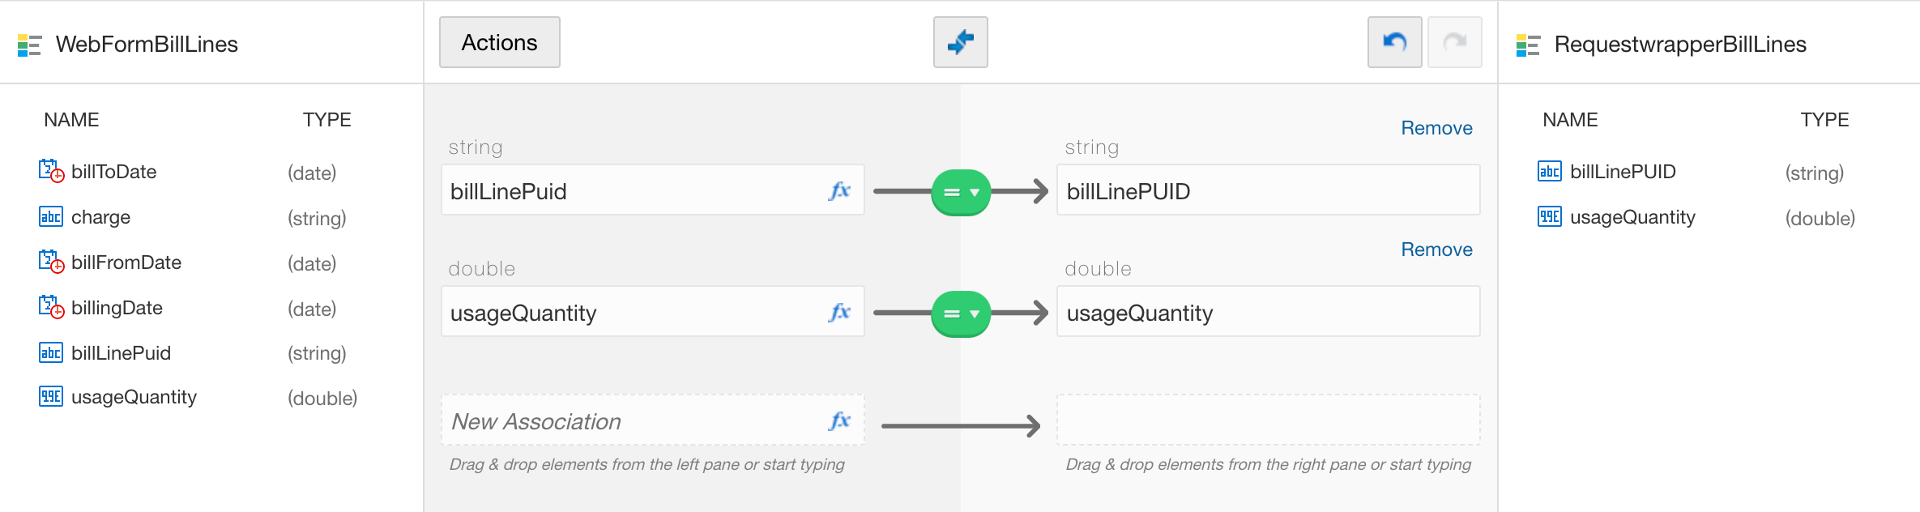 WebFormBillLines
Actions
RequestwrapperBillLines
NAME TYPE
billToDate (date)
charge (string)
billFromDate (date)
billingDate (date)
billLinePuid (string)
usageQuantity (double)
Remove
string string
billLinePuid fx = billLinePUID
Remove
double double
usageQuantity fx = usageQuantity
New Association fx
Drag & drop elements from the left pane or start typing
Drag & drop elements from the right pane or start typing
NAME TYPE
abc billLinePUID (string)
99E usageQuantity (double)